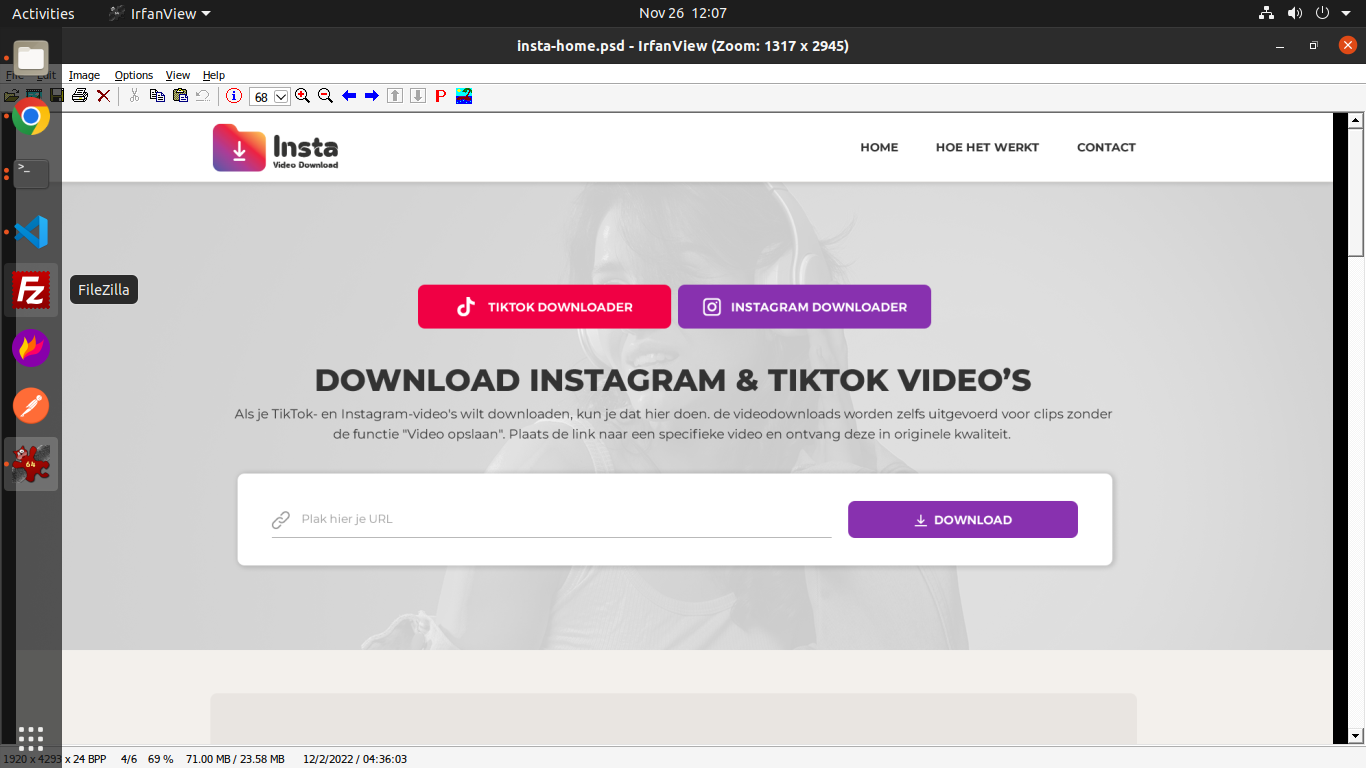 Activities
IrfanView
Nov 26 12:07
insta-home.psd - IrfanView (Zoom: 1317 x 2945)
File Edit Image Options View Help
68
P
Insta
Video Download
HOME HOE HET WERKT CONTACT
>_
Fz
FileZilla
TIKTOK DOWNLOADER
INSTAGRAM DOWNLOADER
DOWNLOAD INSTAGRAM & TIKTOK VIDEO’S
Als je TikTok- en Instagram-video's wilt downloaden, kun je dat hier doen. de videodownloads worden zelfs uitgevoerd voor clips zonder
de functie "Video opslaan". Plaats de link naar een specifieke video en ontvang deze in originele kwaliteit.
64
Plak hier je URL
DOWNLOAD
1920 x 4293 x 24 BPP 4/6 69 % 71.00 MB / 23.58 MB 12/2/2022 / 04:36:03